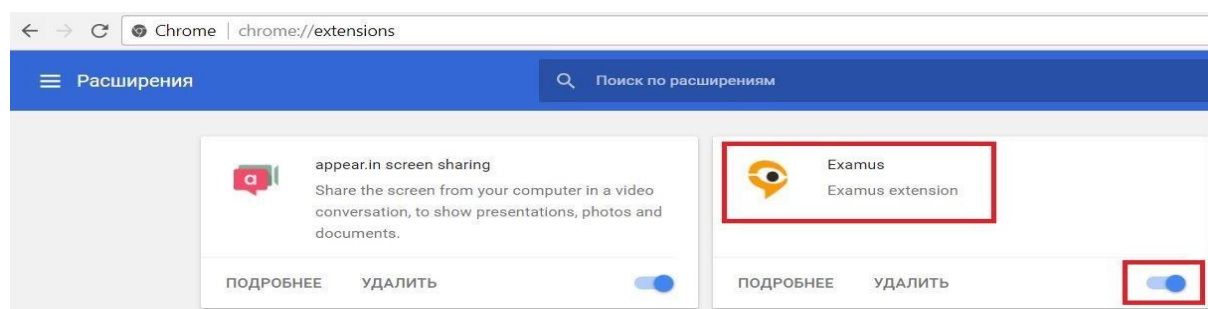 Chrome | chrome://extensions
Расширения
Поиск по расширениям
appear.in screen sharing
Share the screen from your computer in a video
conversation, to show presentations, photos and
documents.
ПОДРОБНЕЕ УДАЛИТЬ
Examus
Examus extension
ПОДРОБНЕЕ УДАЛИТЬ